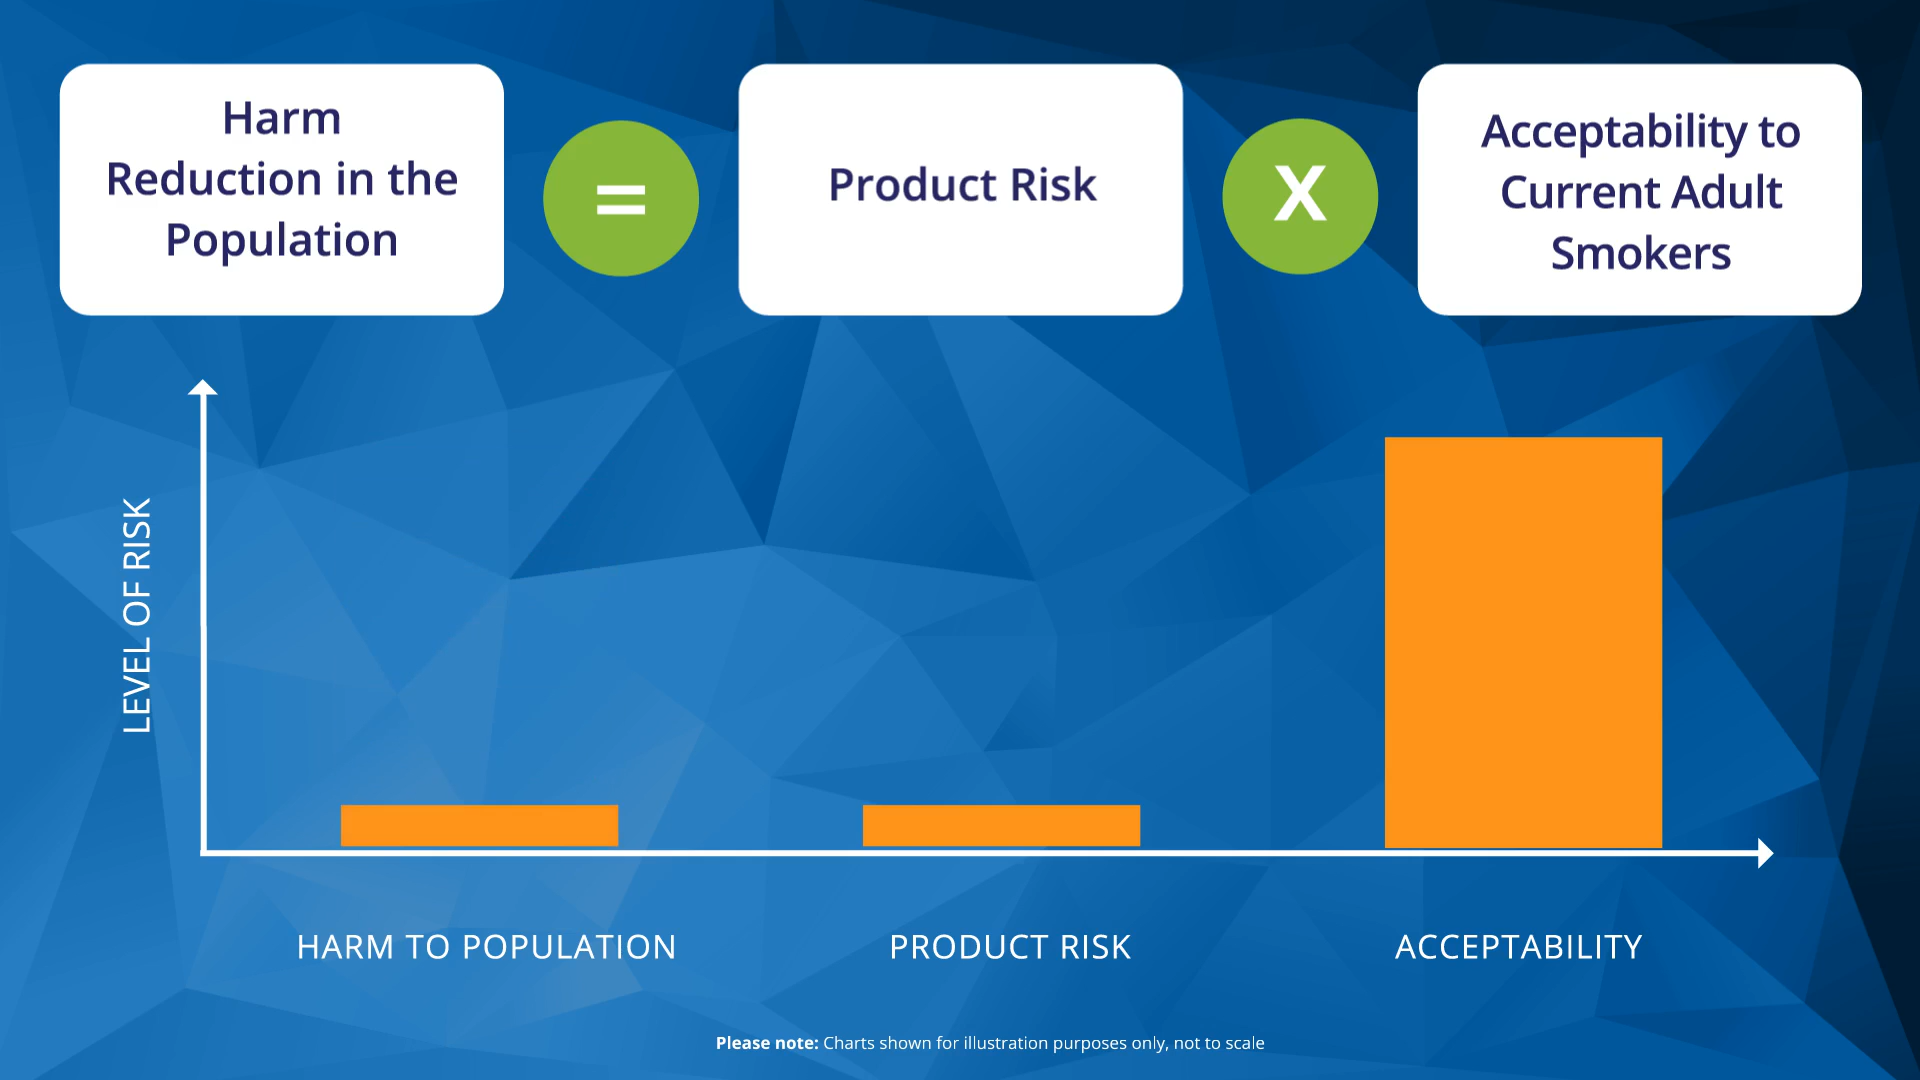 Harm
Reduction in the
Population
=
Product Risk
X
Acceptability to
Current Adult
Smokers
LEVEL OF RISK
HARM TO POPULATION
PRODUCT RISK
ACCEPTABILITY
Please note: Charts shown for illustration purposes only, not to scale